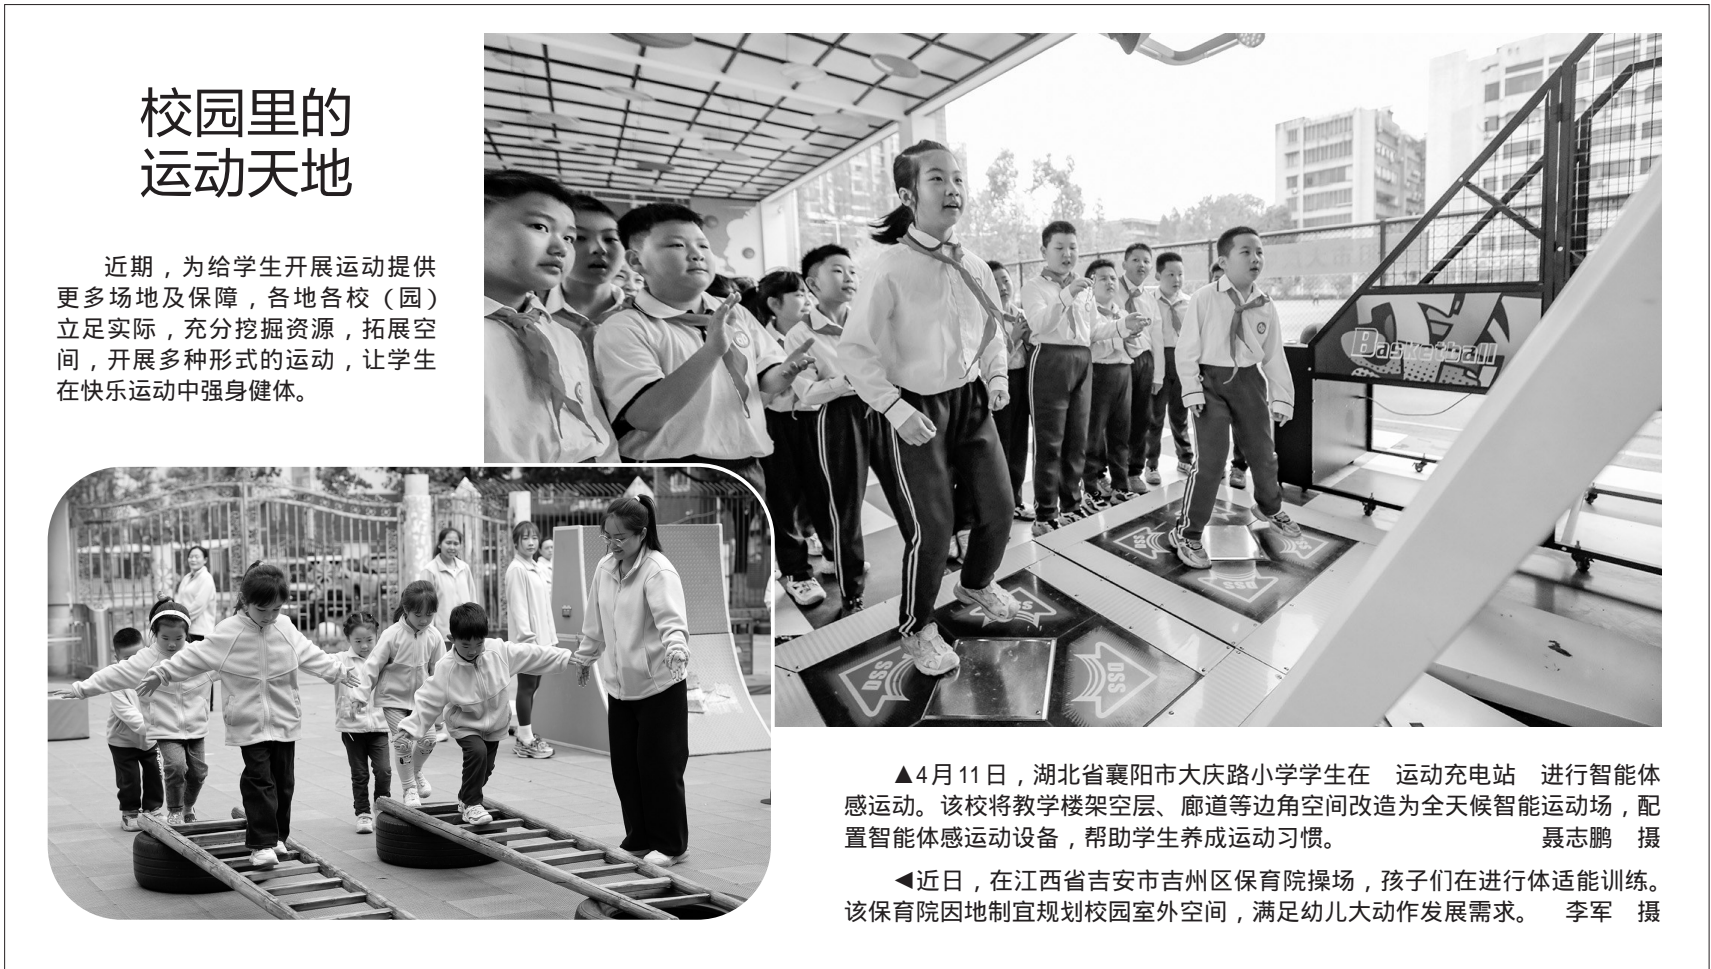 校园里的
运动天地
近期，为给学生开展运动提供
更多场地及保障，各地各校（园）
立足实际，充分挖掘资源，拓展空
间，开展多种形式的运动，让学生
在快乐运动中强身健体。
Basketball
DSS
DSS
DSS
DSS
▲4月11日，湖北省襄阳市大庆路小学学生在　运动充电站　进行智能体
感运动。该校将教学楼架空层、廊道等边角空间改造为全天候智能运动场，配
置智能体感运动设备，帮助学生养成运动习惯。　聂志鹏　摄
◀近日，在江西省吉安市吉州区保育院操场，孩子们在进行体适能训练。
该保育院因地制宜规划校园室外空间，满足幼儿大动作发展需求。　李军　摄